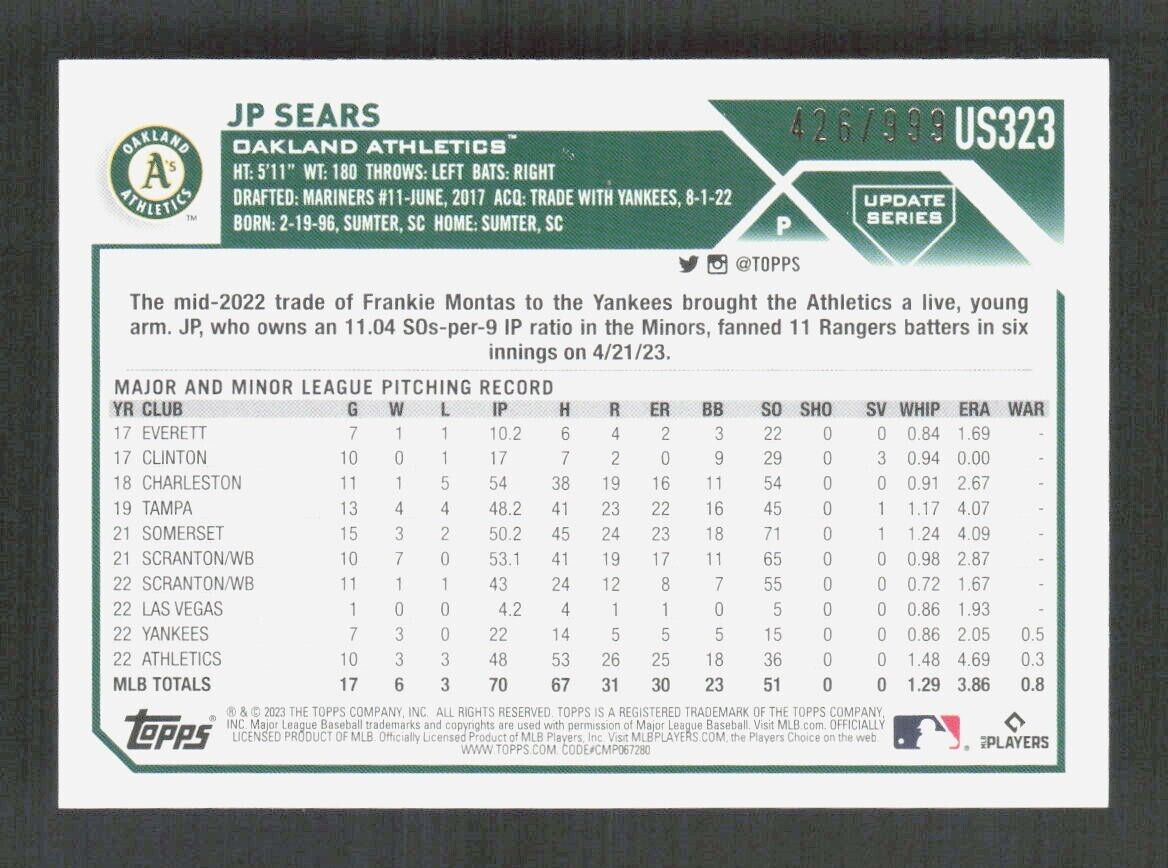 JP SEARS
426/999 US323
OAKLAND ATHLETICS™
HT: 5'11" WT: 180 THROWS: LEFT BATS: RIGHT
DRAFTED: MARINERS #11-JUNE, 2017 ACQ: TRADE WITH YANKEES, 8-1-22
BORN: 2-19-96, SUMTER, SC HOME: SUMTER, SC
OAKLAND
A's
ATHLETICS
TM
P
UPDATE
SERIES
@TOPPS
The mid-2022 trade of Frankie Montas to the Yankees brought the Athletics a live, young
arm. JP, who owns an 11.04 SOs-per-9 IP ratio in the Minors, fanned 11 Rangers batters in six
innings on 4/21/23.
MAJOR AND MINOR LEAGUE PITCHING RECORD
YR CLUB G W L IP H R ER BB SO SHO SV WHIP ERA WAR
17 EVERETT 7 1 1 10.2 6 4 2 3 22 0 0 0.84 1.69 -
17 CLINTON 10 0 1 17 7 2 0 9 29 0 3 0.94 0.00 -
18 CHARLESTON 11 1 5 54 38 19 16 11 54 0 0 0.91 2.67 -
19 TAMPA 13 4 4 48.2 41 23 22 16 45 0 1 1.17 4.07 -
21 SOMERSET 15 3 2 50.2 45 24 23 18 71 0 1 1.24 4.09 -
21 SCRANTON/WB 10 7 0 53.1 41 19 17 11 65 0 0 0.98 2.87 -
22 SCRANTON/WB 11 1 1 43 24 12 8 7 55 0 0 0.72 1.67 -
22 LAS VEGAS 1 0 0 4.2 4 1 1 0 5 0 0 0.86 1.93 -
22 YANKEES 7 3 0 22 14 5 5 5 15 0 0 0.86 2.05 0.5
22 ATHLETICS 10 3 3 48 53 26 25 18 36 0 0 1.48 4.69 0.3
MLB TOTALS 17 6 3 70 67 31 30 23 51 0 0 1.29 3.86 0.8
® & © 2023 THE TOPPS COMPANY, INC. ALL RIGHTS RESERVED. TOPPS IS A REGISTERED TRADEMARK OF THE TOPPS COMPANY,
INC. Major League Baseball trademarks and copyrights are used with permission of Major League Baseball. Visit MLB.com. OFFICIALLY
LICENSED PRODUCT OF MLB. Officially Licensed Product of MLB Players, Inc. Visit MLBPLAYERS.COM, the Players Choice on the web.
WWW.TOPPS.COM. CODE#CMP067280
topps®
MLB PLAYERS